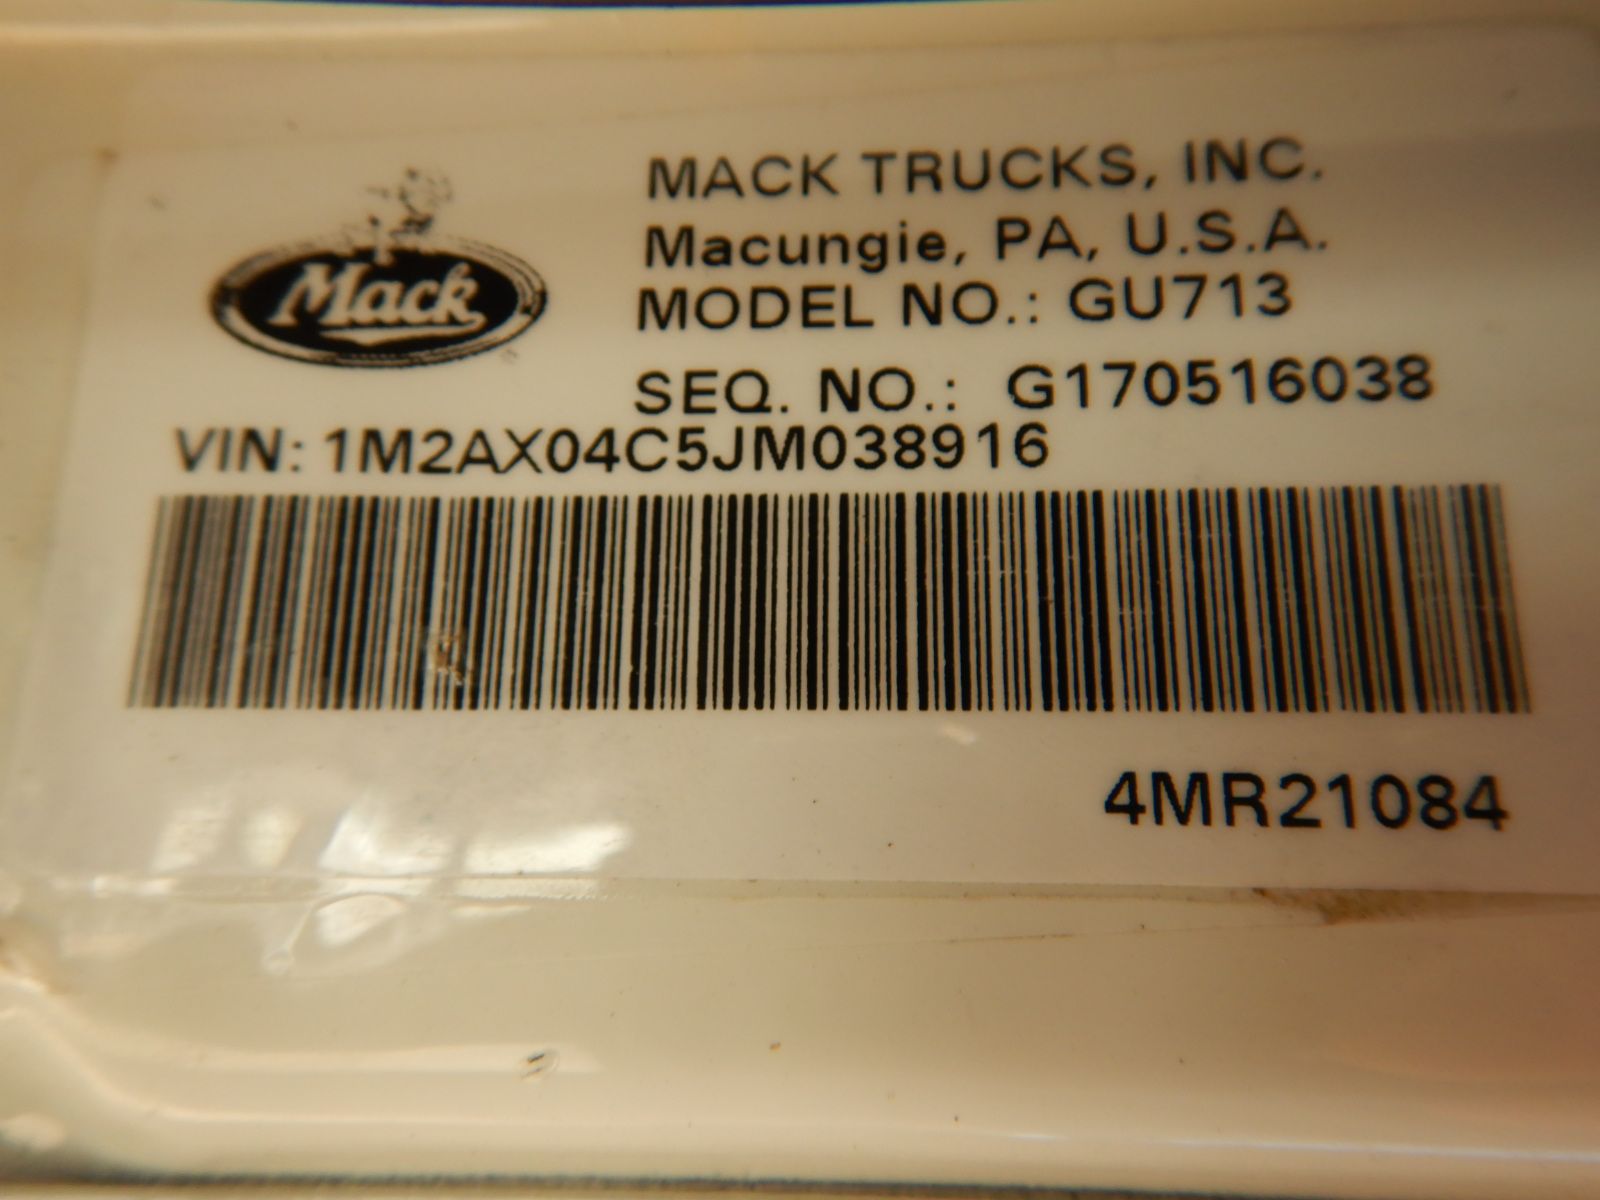 MACK TRUCKS, INC.
Macungie, PA, U.S.A.
Mack
MODEL NO.: GU713
SEQ. NO.: G170516038
VIN: 1M2AX04C5JM038916
4MR21084